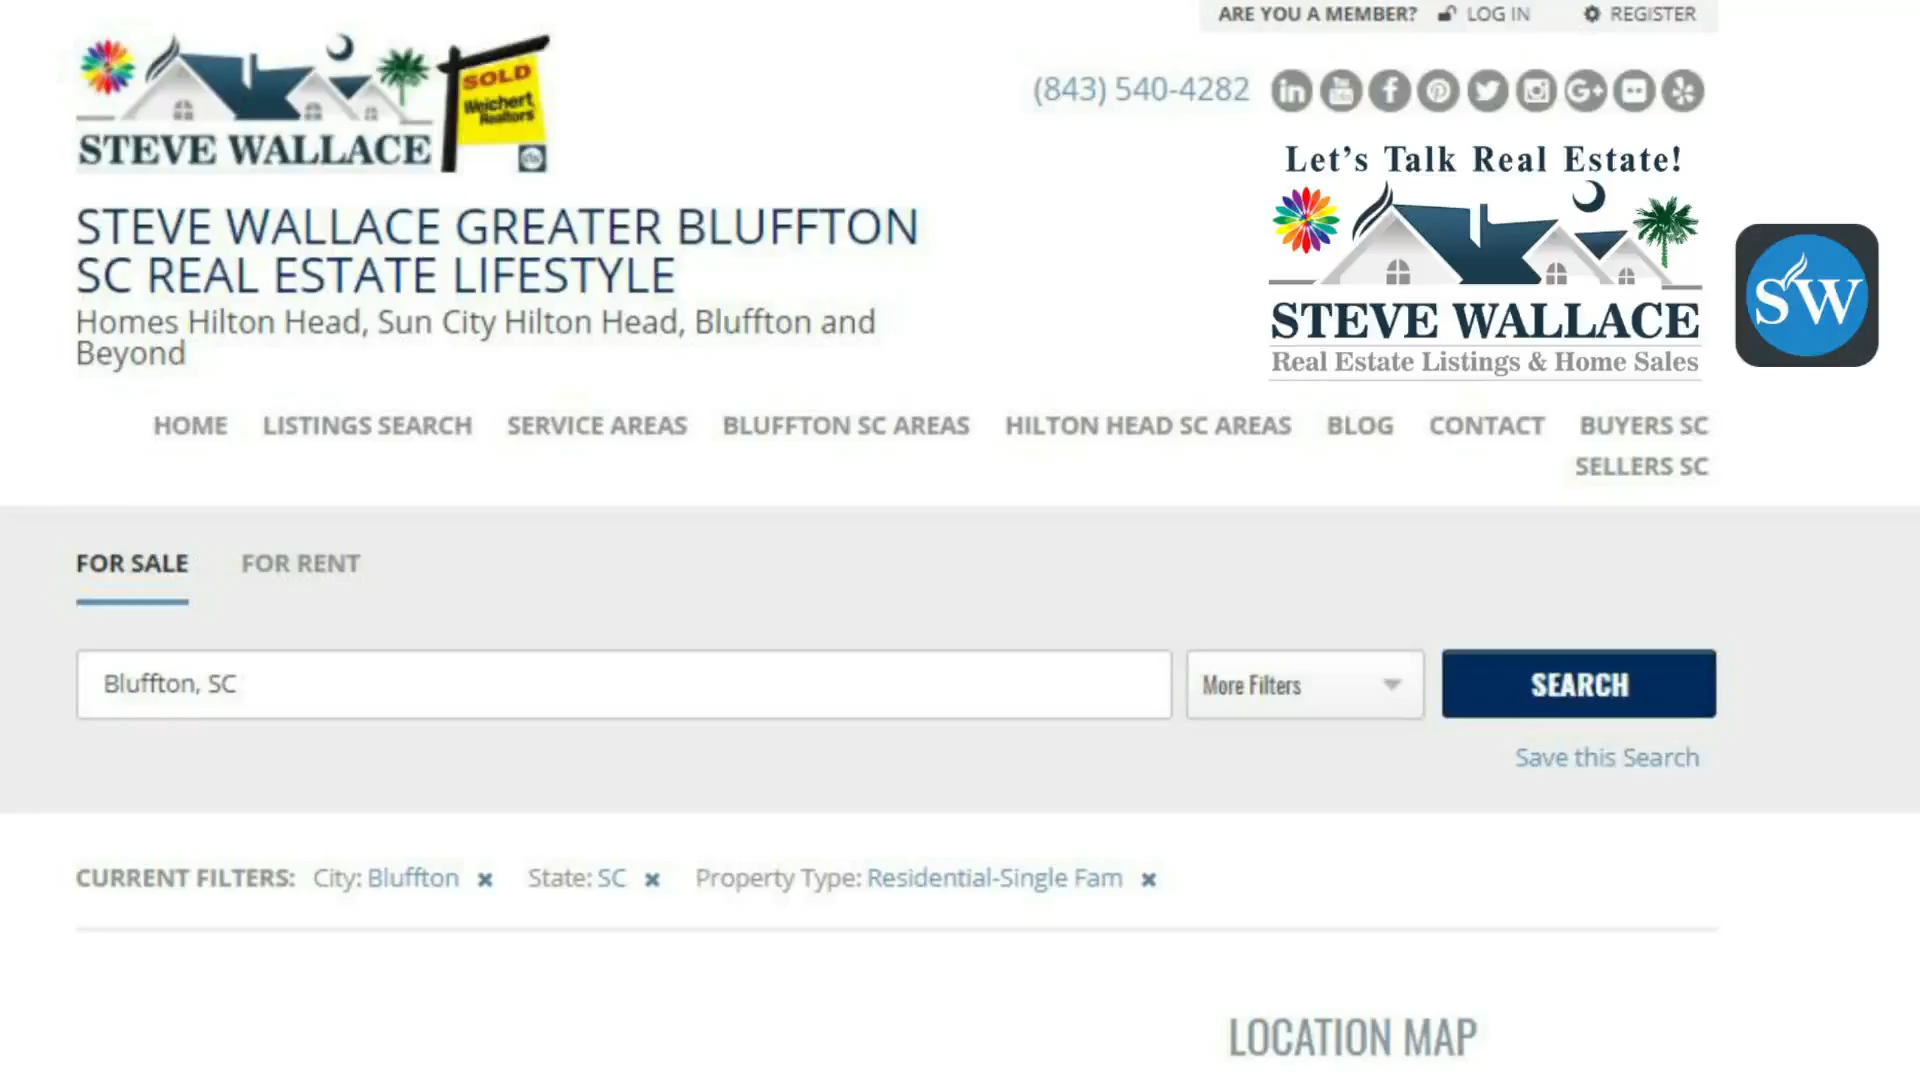 ARE YOU A MEMBER? LOG IN REGISTER
SOLD
Weichert
Realtors
STEVE WALLACE
(843) 540-4282
Let's Talk Real Estate!
STEVE WALLACE
Real Estate Listings & Home Sales
SW
STEVE WALLACE GREATER BLUFFTON
SC REAL ESTATE LIFESTYLE
Homes Hilton Head, Sun City Hilton Head, Bluffton and
Beyond
HOME LISTINGS SEARCH SERVICE AREAS BLUFFTON SC AREAS HILTON HEAD SC AREAS BLOG CONTACT BUYERS SC
SELLERS SC
FOR SALE FOR RENT
Bluffton, SC
More Filters
SEARCH
Save this Search
CURRENT FILTERS: City: Bluffton × State: SC × Property Type: Residential-Single Fam ×
LOCATION MAP